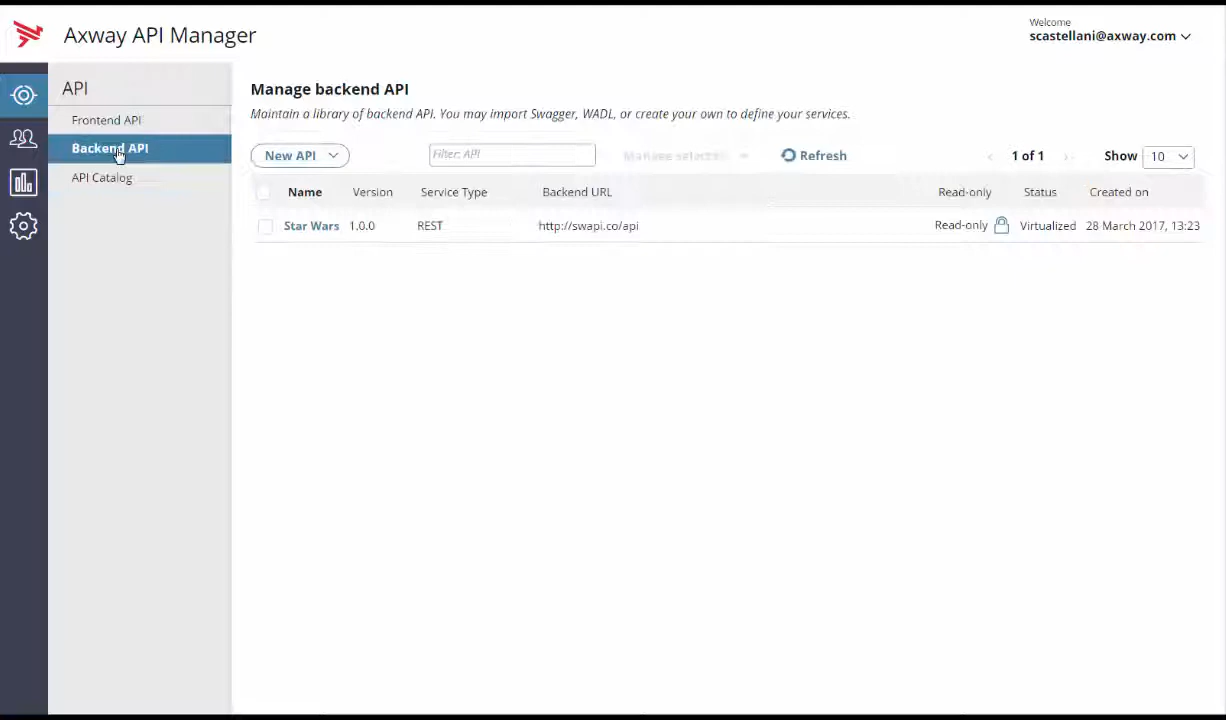 Axway API Manager
Welcome
scastellani@axway.com
API
Frontend API
Backend API
API Catalog
Manage backend API
Maintain a library of backend API. You may import Swagger, WADL, or create your own to define your services.
New API
Filter: API
Manage selected
Refresh
1 of 1
Show
10
Name Version Service Type Backend URL Read-only Status Created on
Star Wars 1.0.0 REST http://swapi.co/api Read-only Virtualized 28 March 2017, 13:23